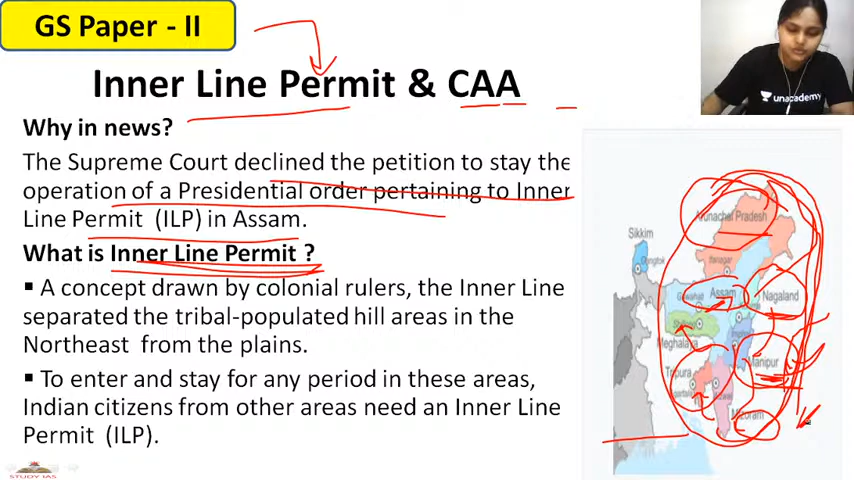 GS Paper - II
Inner Line Permit & CAA
unacademy
Why in news?
The Supreme Court declined the petition to stay the
operation of a Presidential order pertaining to Inner
Line Permit (ILP) in Assam.
What is Inner Line Permit ?
▪ A concept drawn by colonial rulers, the Inner Line
separated the tribal-populated hill areas in the
Northeast from the plains.
▪ To enter and stay for any period in these areas,
Indian citizens from other areas need an Inner Line
Permit (ILP).
Arunachal Pradesh
Sikkim
Gangtok
Itanagar
Assam
Nagaland
Meghalaya
Manipur
Tripura
Mizoram
STUDY IAS